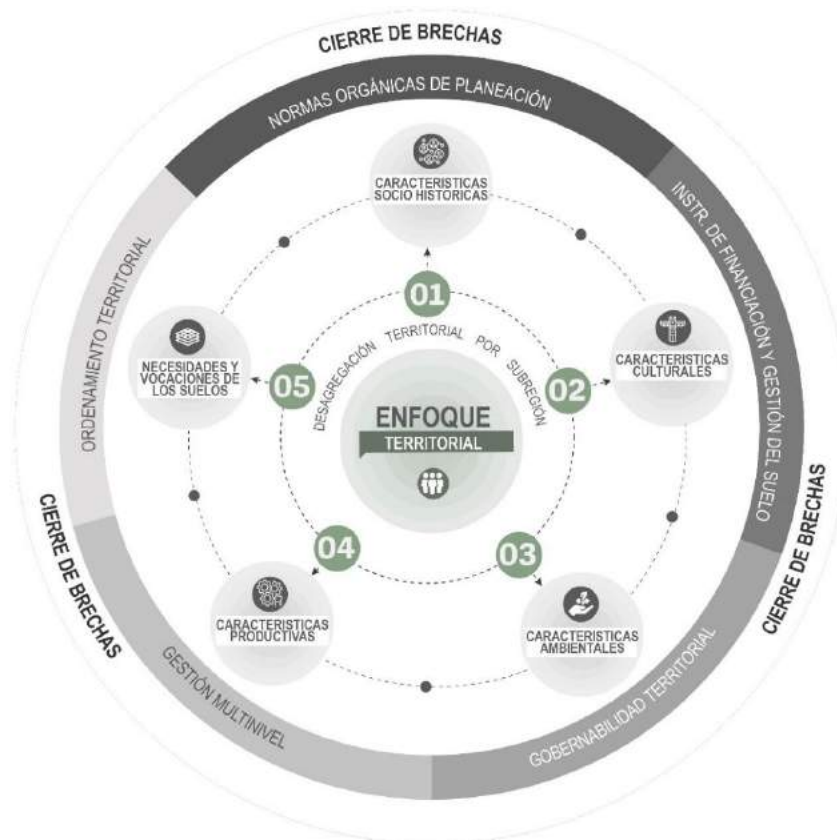 CIERRE DE BRECHAS
NORMAS ORGÁNICAS DE PLANEACIÓN
INSTR. DE FINANCIACIÓN Y GESTIÓN DEL SUELO
GOBERNABILIDAD TERRITORIAL
GESTIÓN MULTINIVEL
ORDENAMIENTO TERRITORIAL
CIERRE DE BRECHAS
CIERRE DE BRECHAS
CARACTERISTICAS
SOCIO HISTORICAS
01
DESAGREGACIÓN TERRITORIAL POR SUBREGIÓN
02
CARACTERISTICAS
CULTURALES
03
CARACTERISTICAS
AMBIENTALES
04
CARACTERISTICAS
PRODUCTIVAS
05
NECESIDADES Y
VOCACIONES DE
LOS SUELOS
ENFOQUE
TERRITORIAL